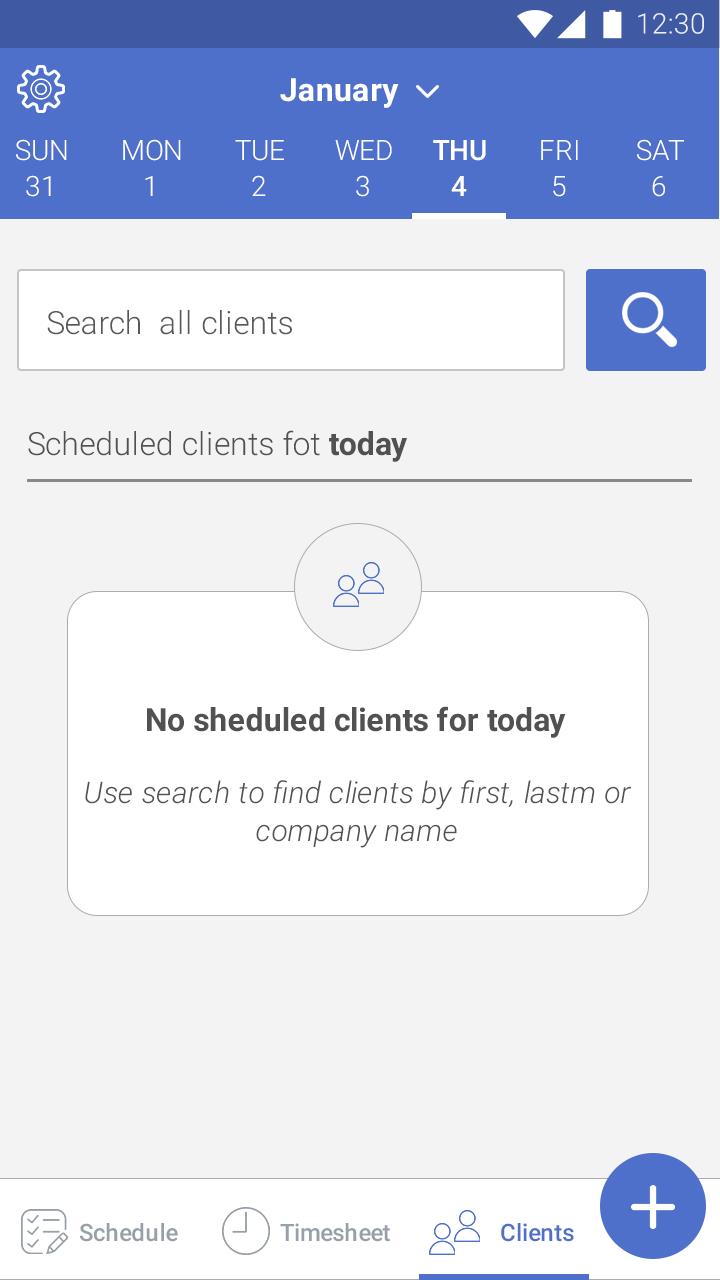 12:30
January
SUN MON TUE WED THU FRI SAT
31 1 2 3 4 5 6
Search all clients
Scheduled clients fot today
No sheduled clients for today
Use search to find clients by first, lastm or
company name
Schedule Timesheet Clients